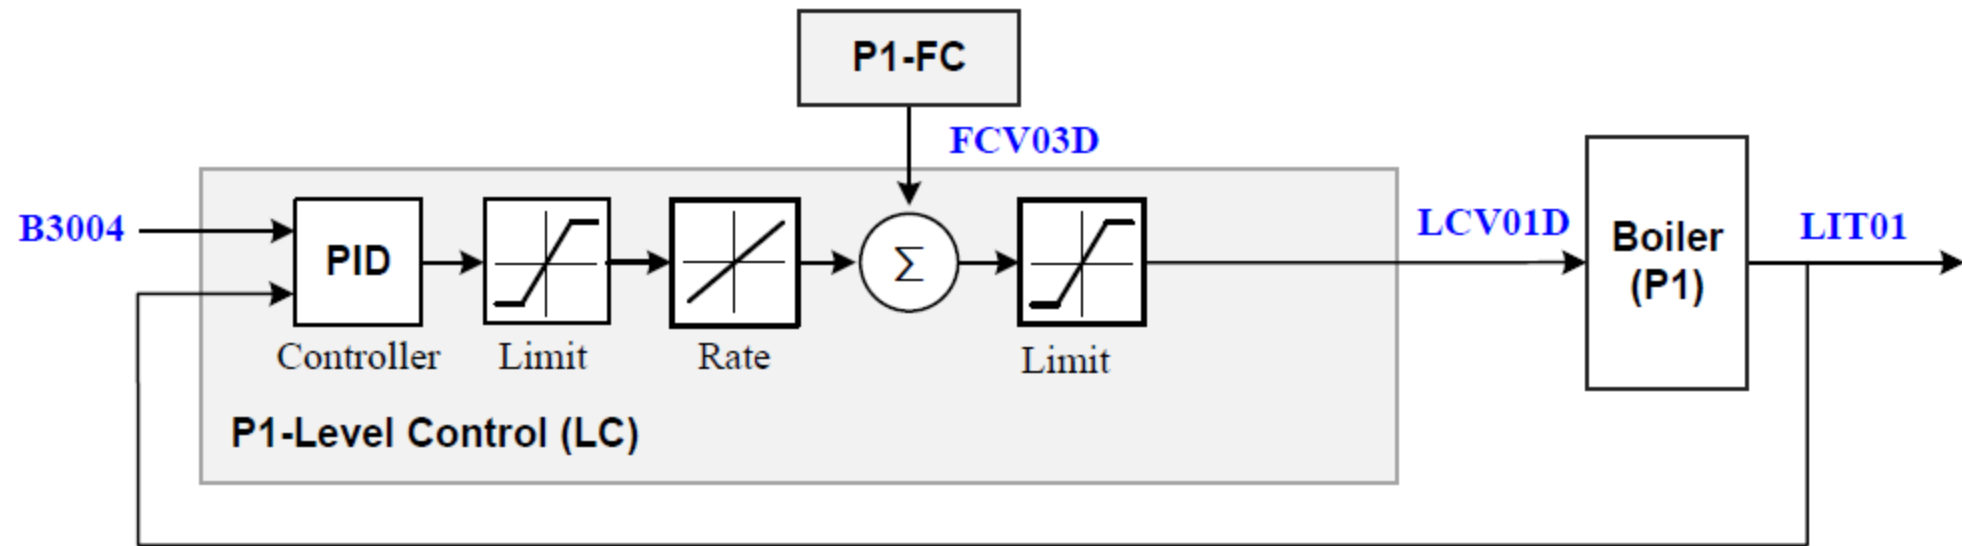 P1-FC
FCV03D
B3004
PID
Σ
LCV01D
Boiler
(P1)
LIT01
Controller
Limit
Rate
Limit
P1-Level Control (LC)